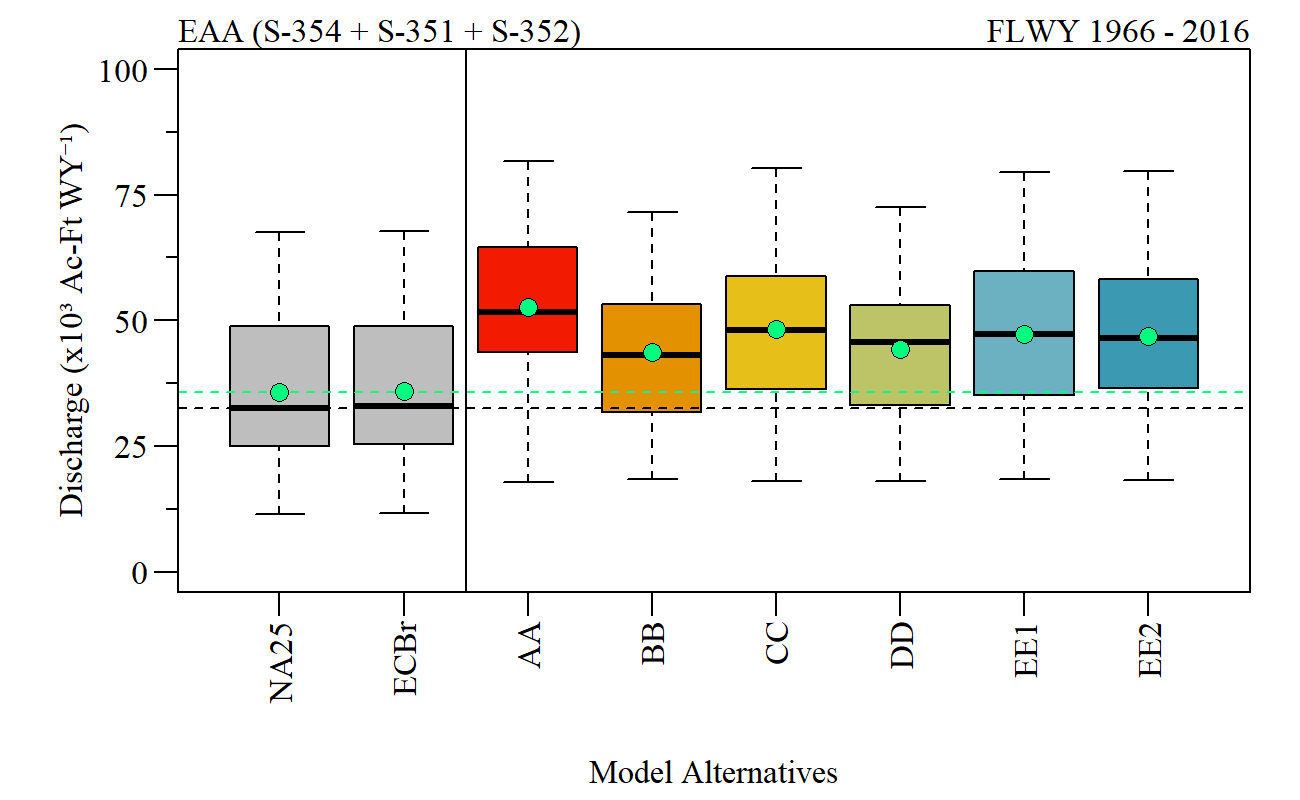 EAA (S-354 + S-351 + S-352)
FLWY 1966 - 2016
Discharge (x10³ Ac-Ft WY⁻¹)
100
75
50
25
0
NA25
ECBr
AA
BB
CC
DD
EE1
EE2
Model Alternatives